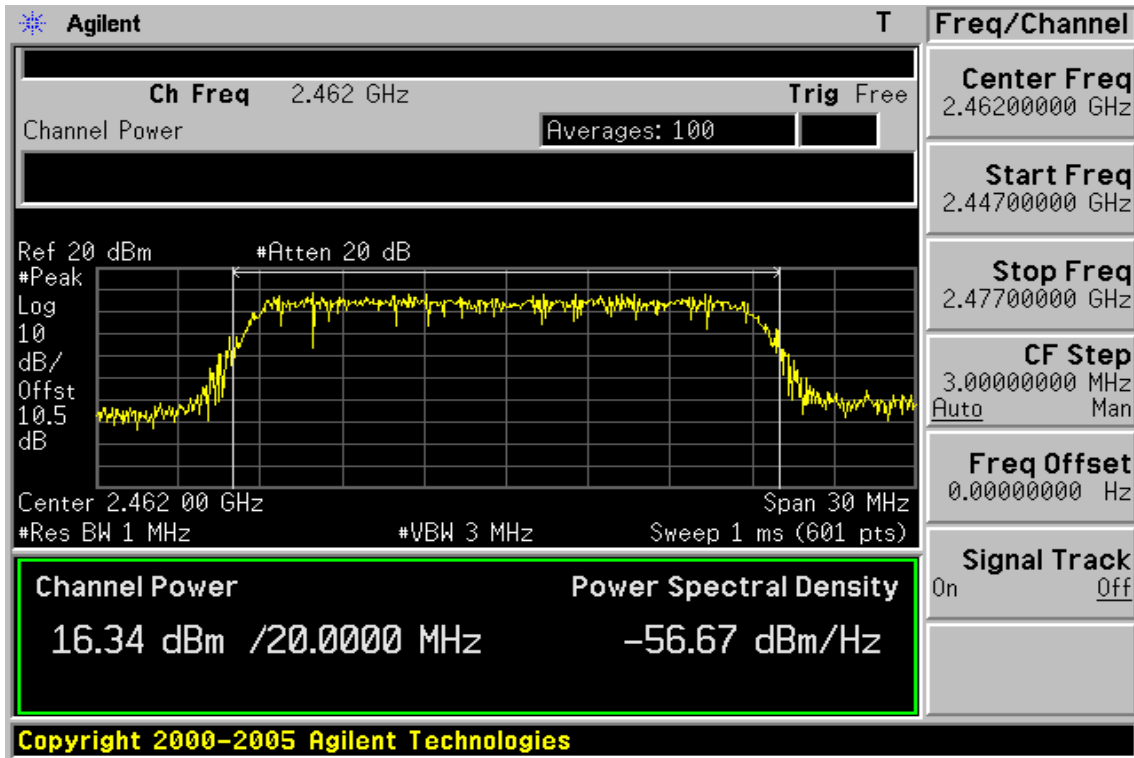 Agilent T Freq/Channel
Ch Freq 2.462 GHz Trig Free
Channel Power Averages: 100
Ref 20 dBm #Atten 20 dB
#Peak
Log
10
dB/
Offst
10.5
dB
Center 2.462 00 GHz Span 30 MHz
#Res BW 1 MHz #VBW 3 MHz Sweep 1 ms (601 pts)
Channel Power Power Spectral Density
16.34 dBm /20.0000 MHz -56.67 dBm/Hz
Copyright 2000-2005 Agilent Technologies
Center Freq
2.46200000 GHz
Start Freq
2.44700000 GHz
Stop Freq
2.47700000 GHz
CF Step
3.00000000 MHz
Auto Man
Freq Offset
0.00000000 Hz
Signal Track
On Off